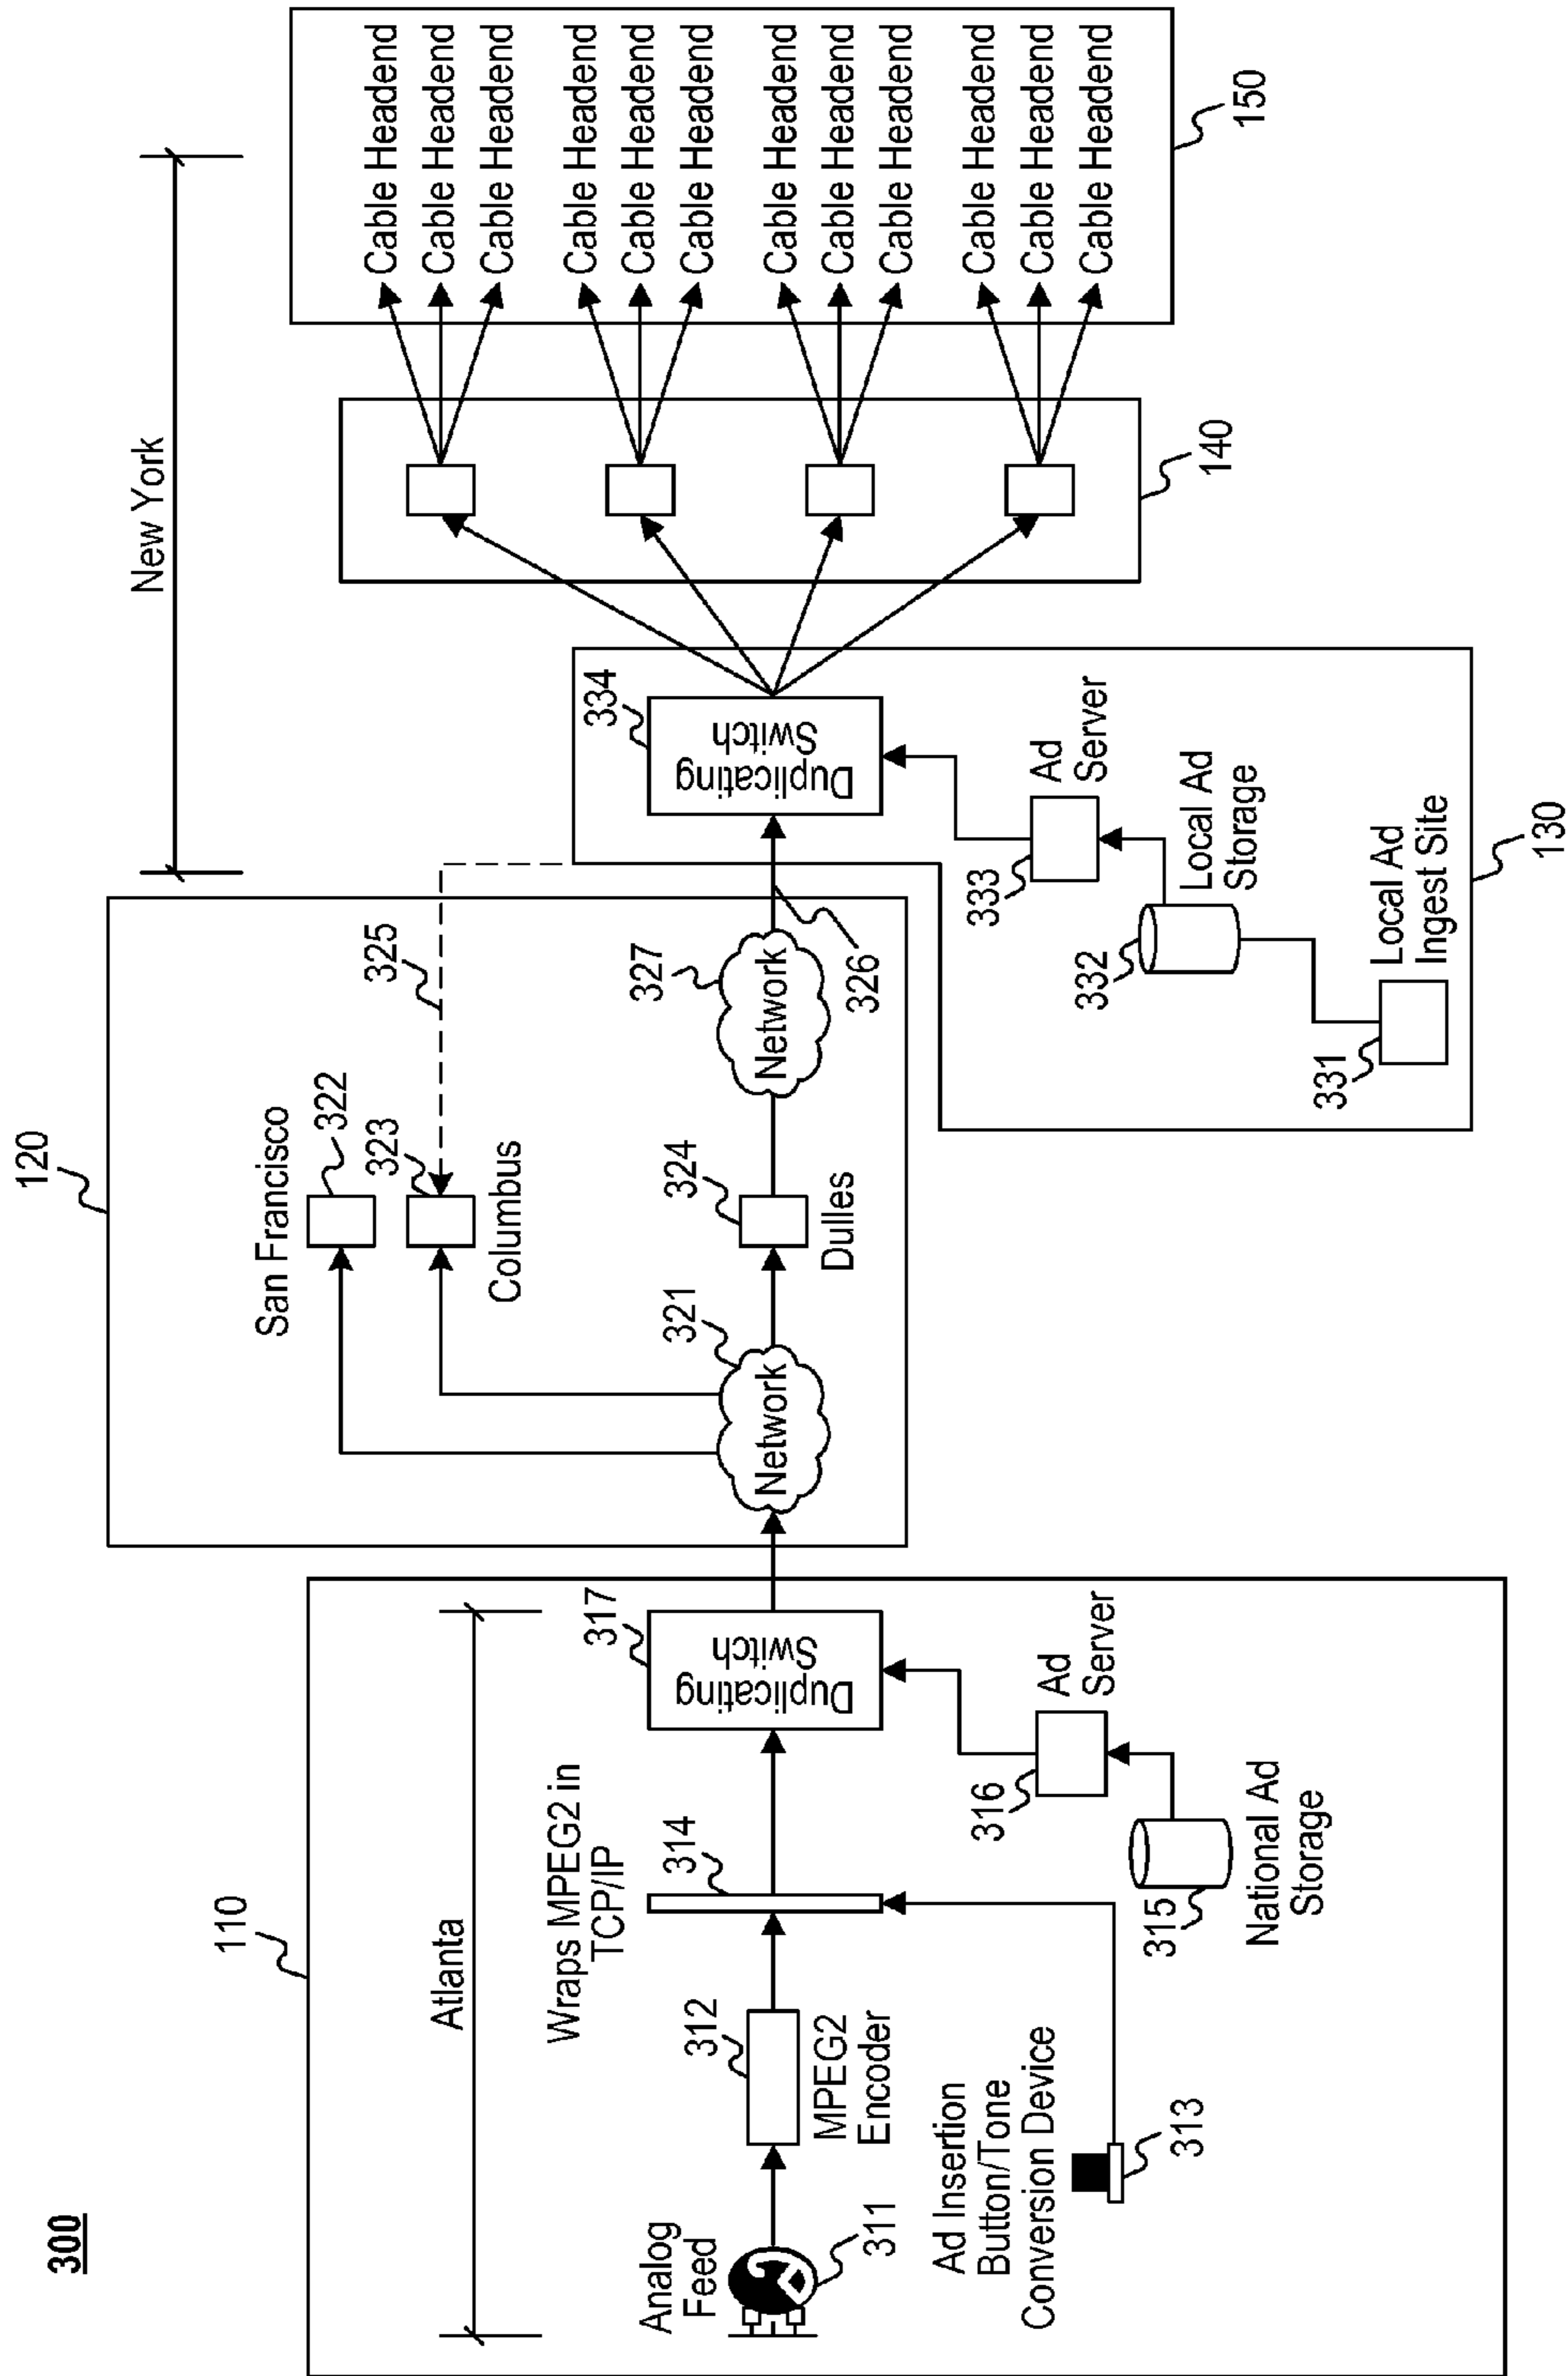 300
110
Atlanta
Analog
Feed
311
312
MPEG2
Encoder
Wraps MPEG2 in
TCP/IP
314
Ad Insertion
Button/Tone
Conversion Device
313
317
Duplicating
Switch
316
Ad
Server
315
National Ad
Storage
120
San Francisco
322
323
Columbus
325
321
Network
324
Dulles
327
Network
326
New York
334
Duplicating
Switch
333
Ad
Server
332
Local Ad
Storage
331
Local Ad
Ingest Site
130
140
Cable Headend
Cable Headend
Cable Headend
Cable Headend
Cable Headend
Cable Headend
Cable Headend
Cable Headend
Cable Headend
Cable Headend
Cable Headend
Cable Headend
150